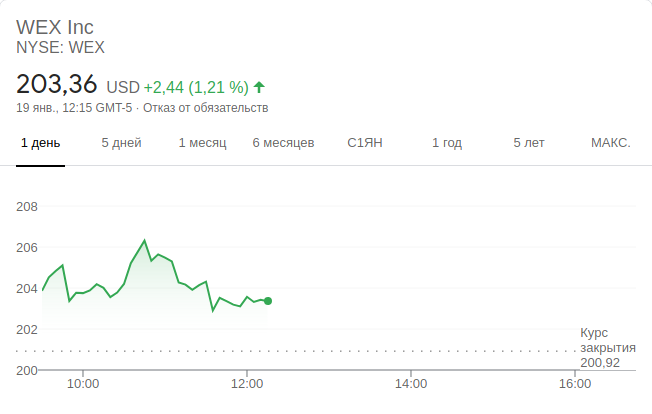 WEX Inc
NYSE: WEX
203,36 USD +2,44 (1,21 %)
19 янв., 12:15 GMT-5 · Отказ от обязательств
1 день 5 дней 1 месяц 6 месяцев С1ЯН 1 год 5 лет МАКС.
208
206
204
202
Курс
закрытия
200,92
200
10:00 12:00 14:00 16:00